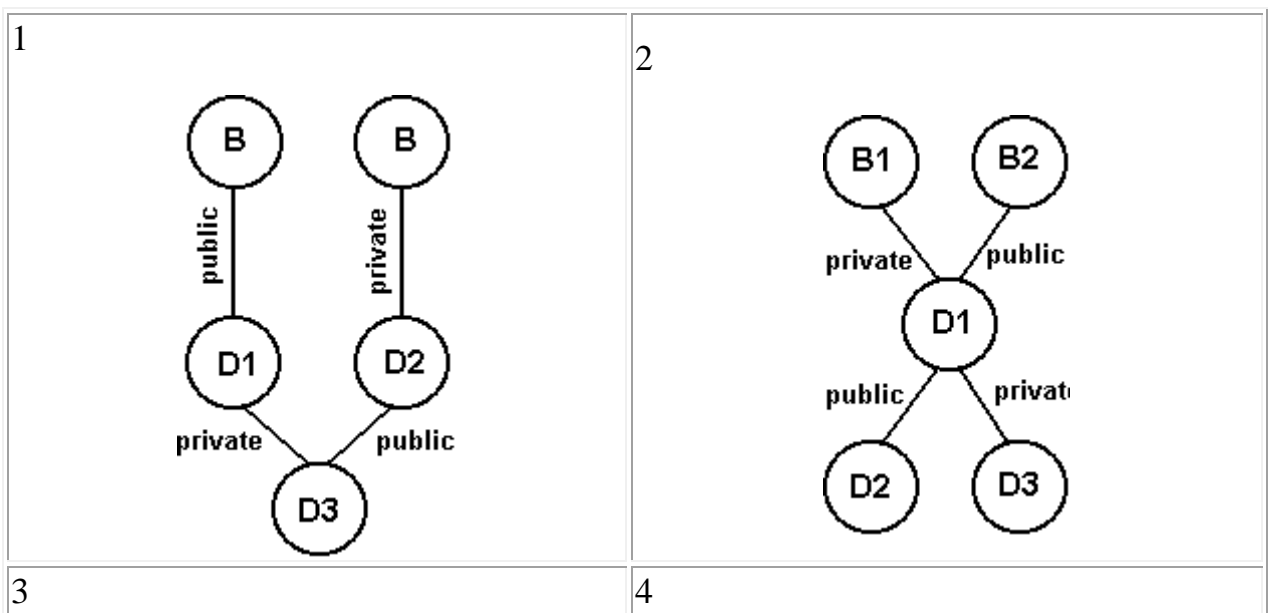 1
B B
public private
D1 D2
private public
D3
2
B1 B2
private public
D1
public privat
D2 D3
3
4